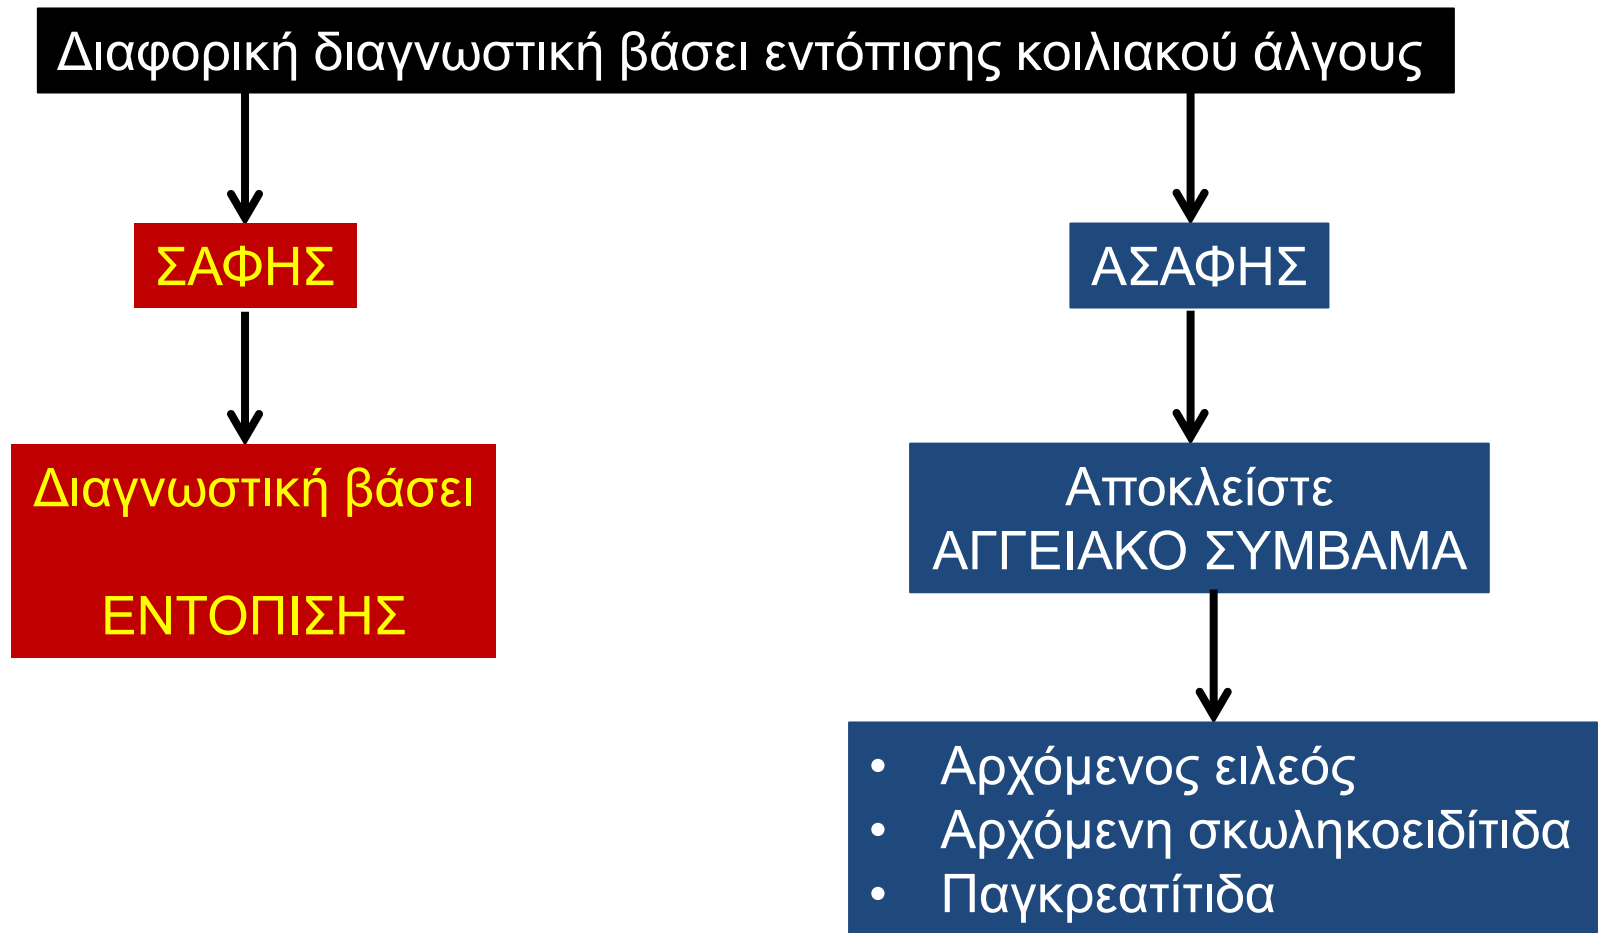 Διαφορική διαγνωστική βάσει εντόπισης κοιλιακού άλγους
ΣΑΦΗΣ
ΑΣΑΦΗΣ
Διαγνωστική βάσει
ΕΝΤΟΠΙΣΗΣ
Αποκλείστε
ΑΓΓΕΙΑΚΟ ΣΥΜΒΑΜΑ
• Αρχόμενος ειλεός
• Αρχόμενη σκωληκοειδίτιδα
• Παγκρεατίτιδα